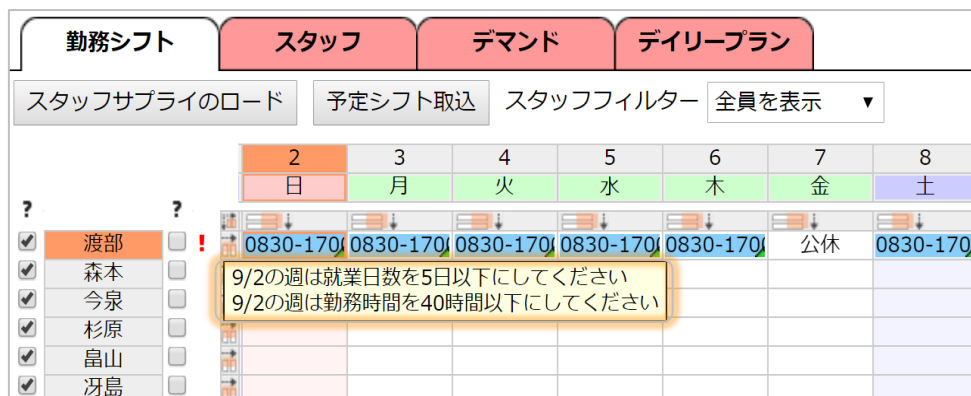 勤務シフト スタッフ デマンド デイリープラン
スタッフサプライのロード 予定シフト取込 スタッフフィルター 全員を表示 ▼
2 3 4 5 6 7 8
日 月 火 水 木 金 土
? ?
渡部 ! 0830-170 0830-170 0830-170 0830-170 0830-170 公休 0830-170
森本
9/2の週は就業日数を5日以下にしてください
今泉
9/2の週は勤務時間を40時間以下にしてください
杉原
畠山
冴島